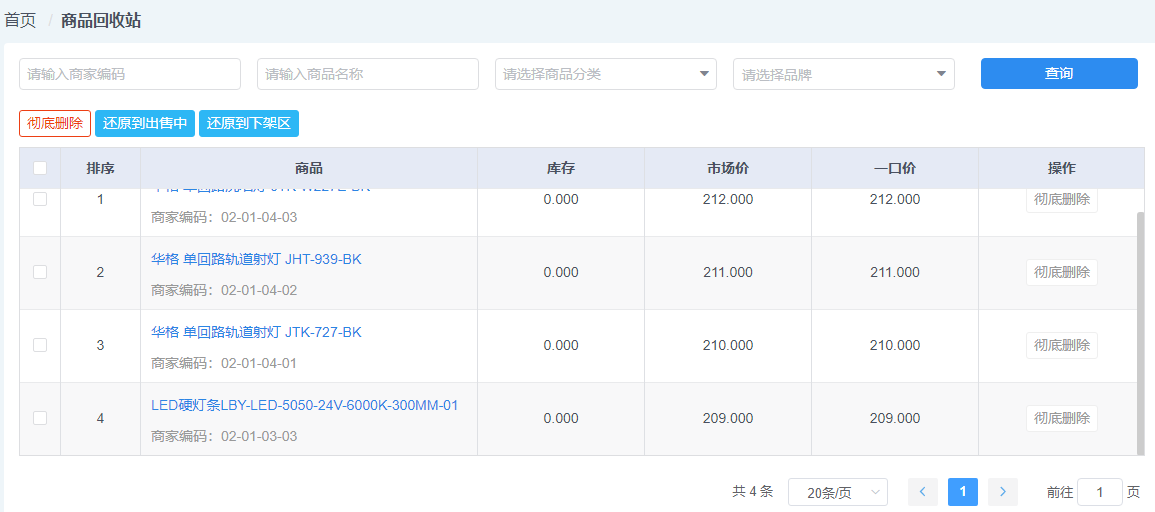 首页 / 商品回收站
请输入商家编码 请输入商品名称 请选择商品分类 请选择品牌 查询
彻底删除 还原到出售中 还原到下架区
排序 商品 库存 市场价 一口价 操作
1 0.000 212.000 212.000 彻底删除
商家编码：02-01-04-03
华格 单回路轨道射灯 JHT-939-BK
2 0.000 211.000 211.000 彻底删除
商家编码：02-01-04-02
华格 单回路轨道射灯 JTK-727-BK
3 0.000 210.000 210.000 彻底删除
商家编码：02-01-04-01
LED硬灯条LBY-LED-5050-24V-6000K-300MM-01
4 0.000 209.000 209.000 彻底删除
商家编码：02-01-03-03
共 4 条 20条/页 1 前往 1 页